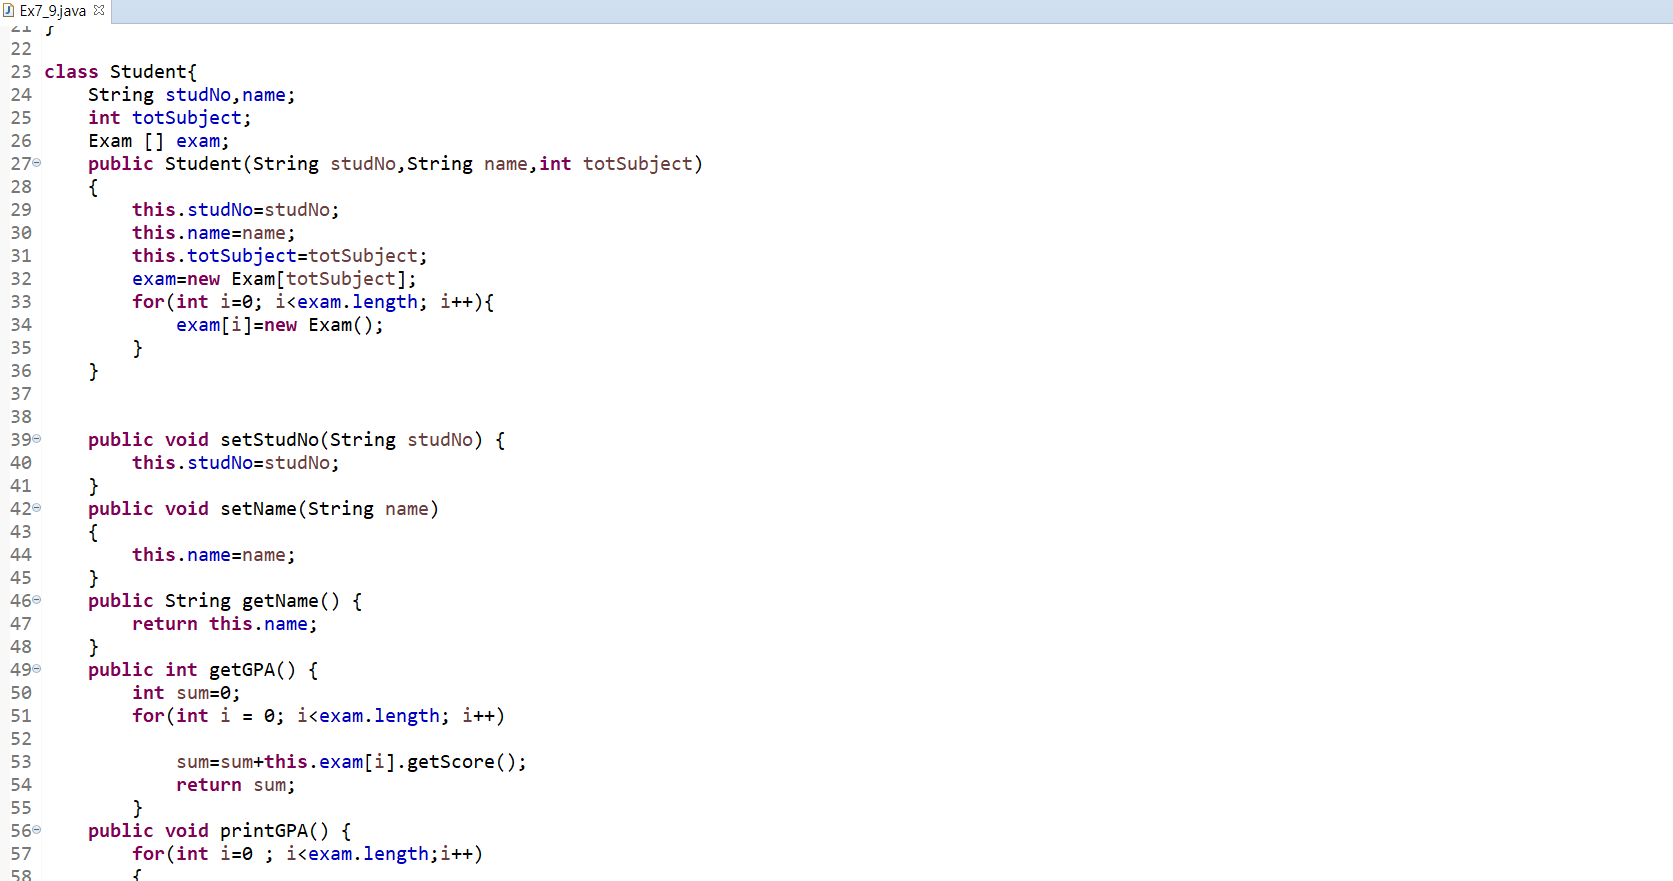 Ex7_9.java
21 }
22
23 class Student{
24 String studNo,name;
25 int totSubject;
26 Exam [] exam;
27 public Student(String studNo,String name,int totSubject)
28 {
29 this.studNo=studNo;
30 this.name=name;
31 this.totSubject=totSubject;
32 exam=new Exam[totSubject];
33 for(int i=0; i<exam.length; i++){
34 exam[i]=new Exam();
35 }
36 }
37
38
39 public void setStudNo(String studNo) {
40 this.studNo=studNo;
41 }
42 public void setName(String name)
43 {
44 this.name=name;
45 }
46 public String getName() {
47 return this.name;
48 }
49 public int getGPA() {
50 int sum=0;
51 for(int i = 0; i<exam.length; i++)
52
53 sum=sum+this.exam[i].getScore();
54 return sum;
55 }
56 public void printGPA() {
57 for(int i=0 ; i<exam.length;i++)
58 {